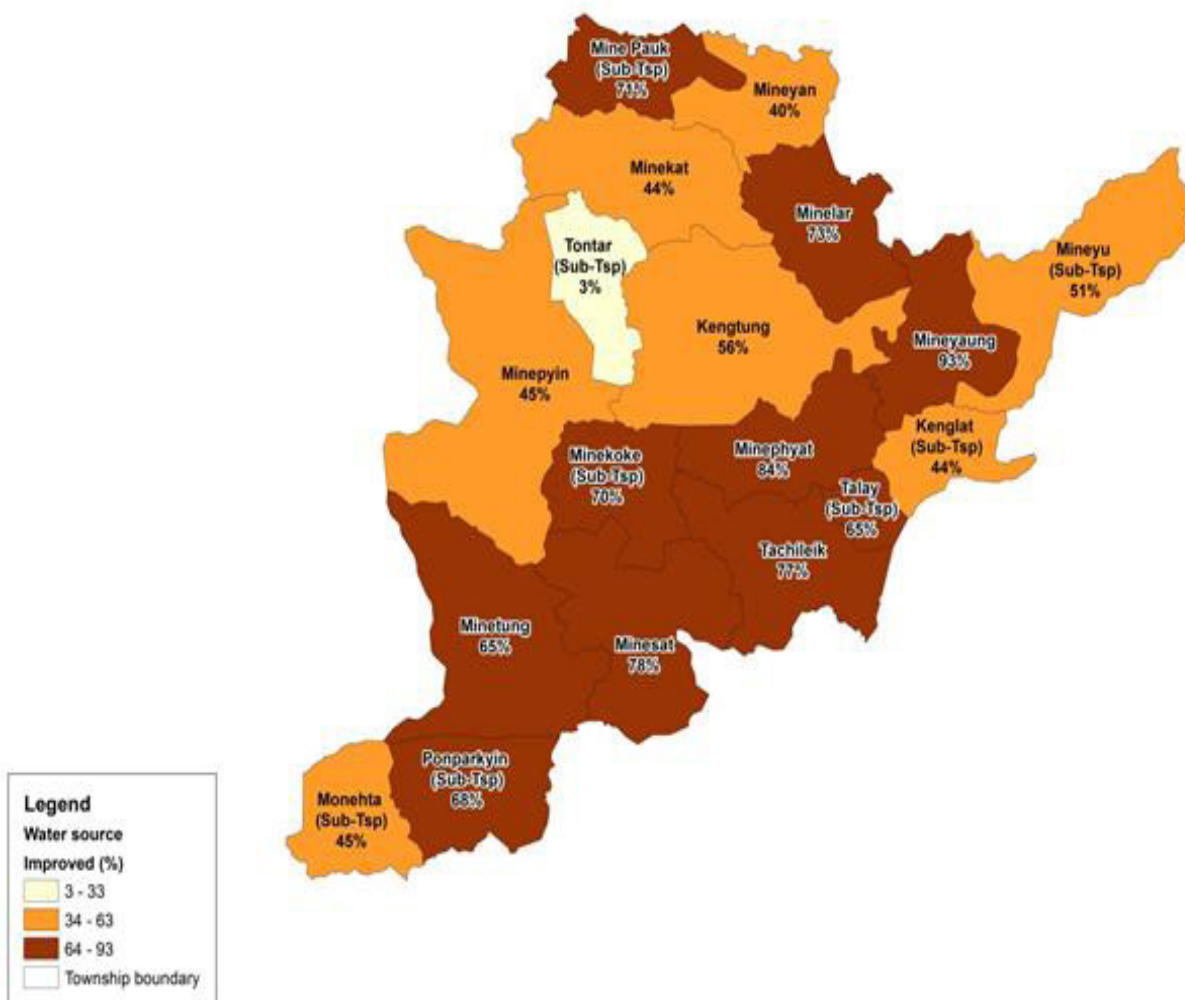 Mine Pauk
(Sub-Tsp)
71%
Mineyan
40%
Minekat
44%
Minelar
73%
Tontar
(Sub-Tsp)
3%
Mineyu
(Sub-Tsp)
51%
Kengtung
56%
Mineyaung
93%
Minepyin
45%
Kenglat
(Sub-Tsp)
44%
Minekoke
(Sub-Tsp)
70%
Minephyat
84%
Talay
(Sub-Tsp)
65%
Tachileik
77%
Minetung
65%
Minesat
78%
Ponparkyin
(Sub-Tsp)
68%
Monehta
(Sub-Tsp)
45%
Legend
Water source
Improved (%)
3 - 33
34 - 63
64 - 93
Township boundary